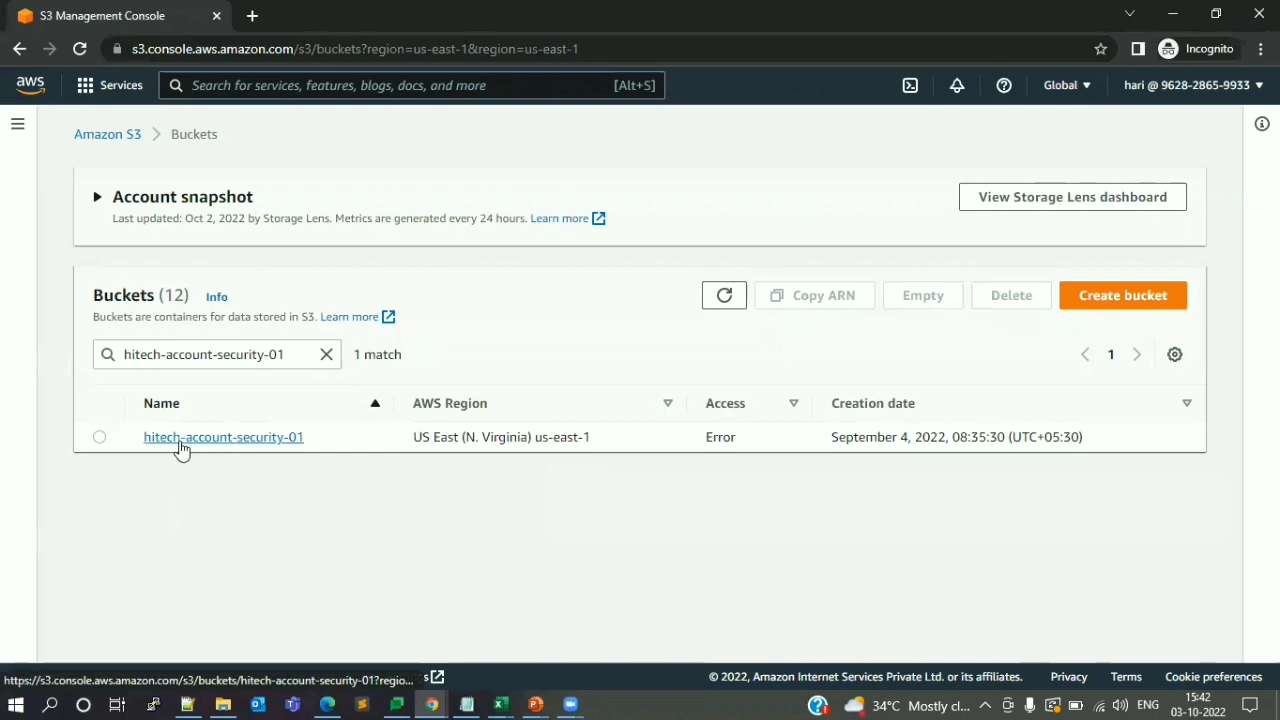 S3 Management Console
s3.console.aws.amazon.com/s3/buckets?region=us-east-1&region=us-east-1
Incognito
aws
Services
Search for services, features, blogs, docs, and more
[Alt+S]
Global
hari @ 9628-2865-9933
Amazon S3
Buckets
Account snapshot
View Storage Lens dashboard
Last updated: Oct 2, 2022 by Storage Lens. Metrics are generated every 24 hours. Learn more
Buckets (12)
Info
Copy ARN
Empty
Delete
Create bucket
Buckets are containers for data stored in S3. Learn more
hitech-account-security-01
1 match
1
Name
AWS Region
Access
Creation date
hitech-account-security-01
US East (N. Virginia) us-east-1
Error
September 4, 2022, 08:35:30 (UTC+05:30)
https://s3.console.aws.amazon.com/s3/buckets/hitech-account-security-01?regio...
© 2022, Amazon Internet Services Private Ltd. or its affiliates.
Privacy
Terms
Cookie preferences
34°C Mostly cl...
ENG
15:42
03-10-2022